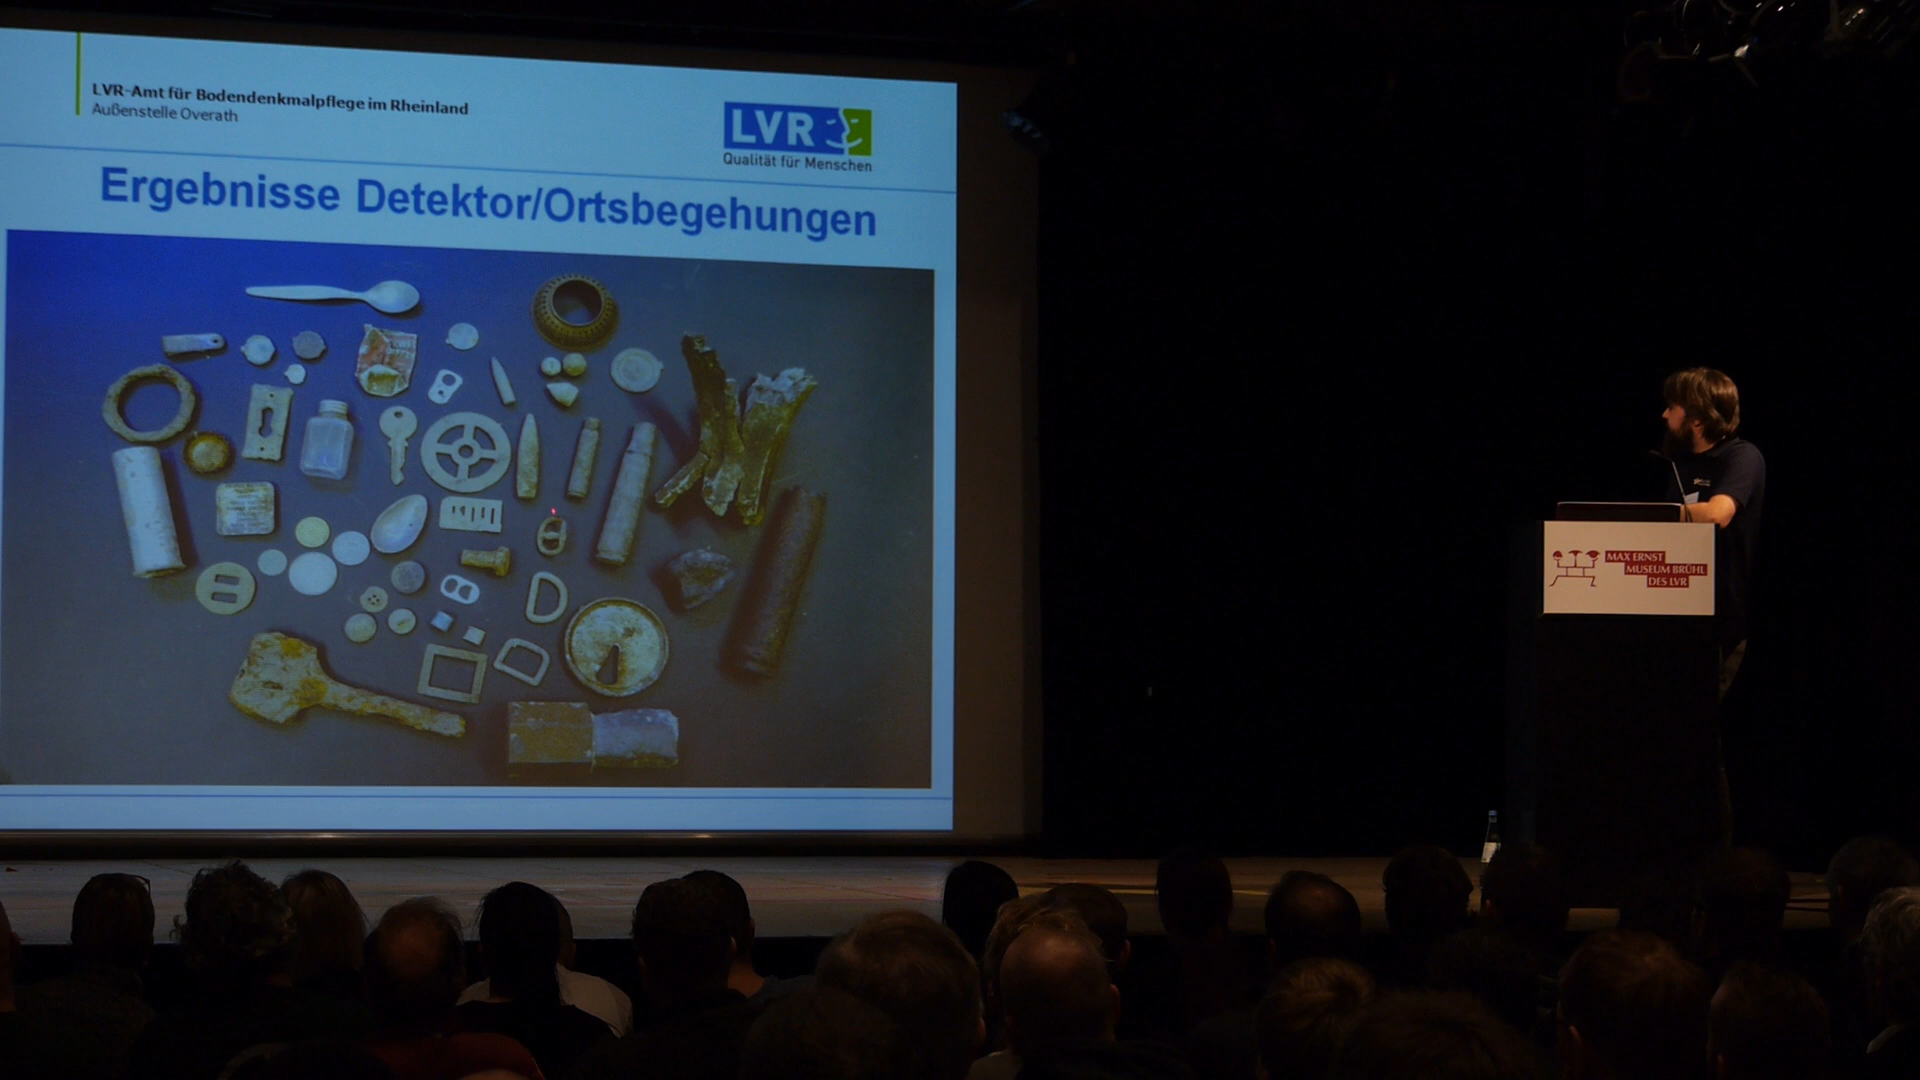 LVR-Amt für Bodendenkmalpflege im Rheinland
Außenstelle Overath
LVR
Qualität für Menschen
Ergebnisse Detektor/Ortsbegehungen
MAX ERNST
MUSEUM BRÜHL
DES LVR